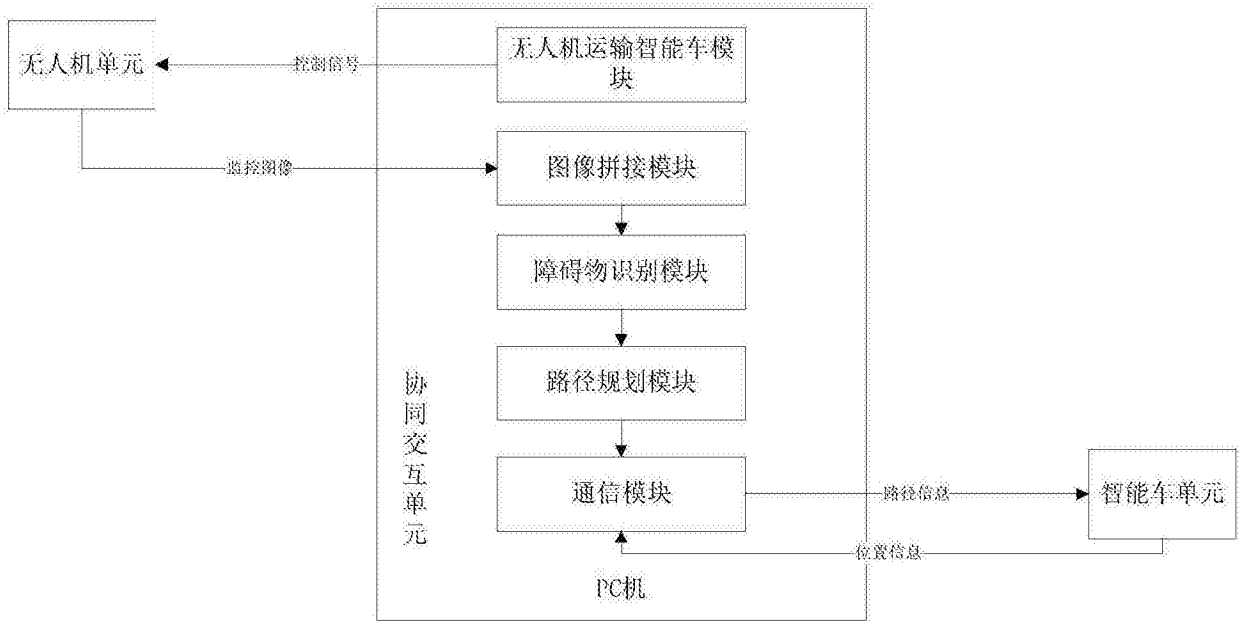 无人机运输智能车模
块
无人机单元
控制信号
监控图像
图像拼接模块
障碍物识别模块
路径规划模块
协同交互单元
通信模块
路径信息
智能车单元
位置信息
PC机